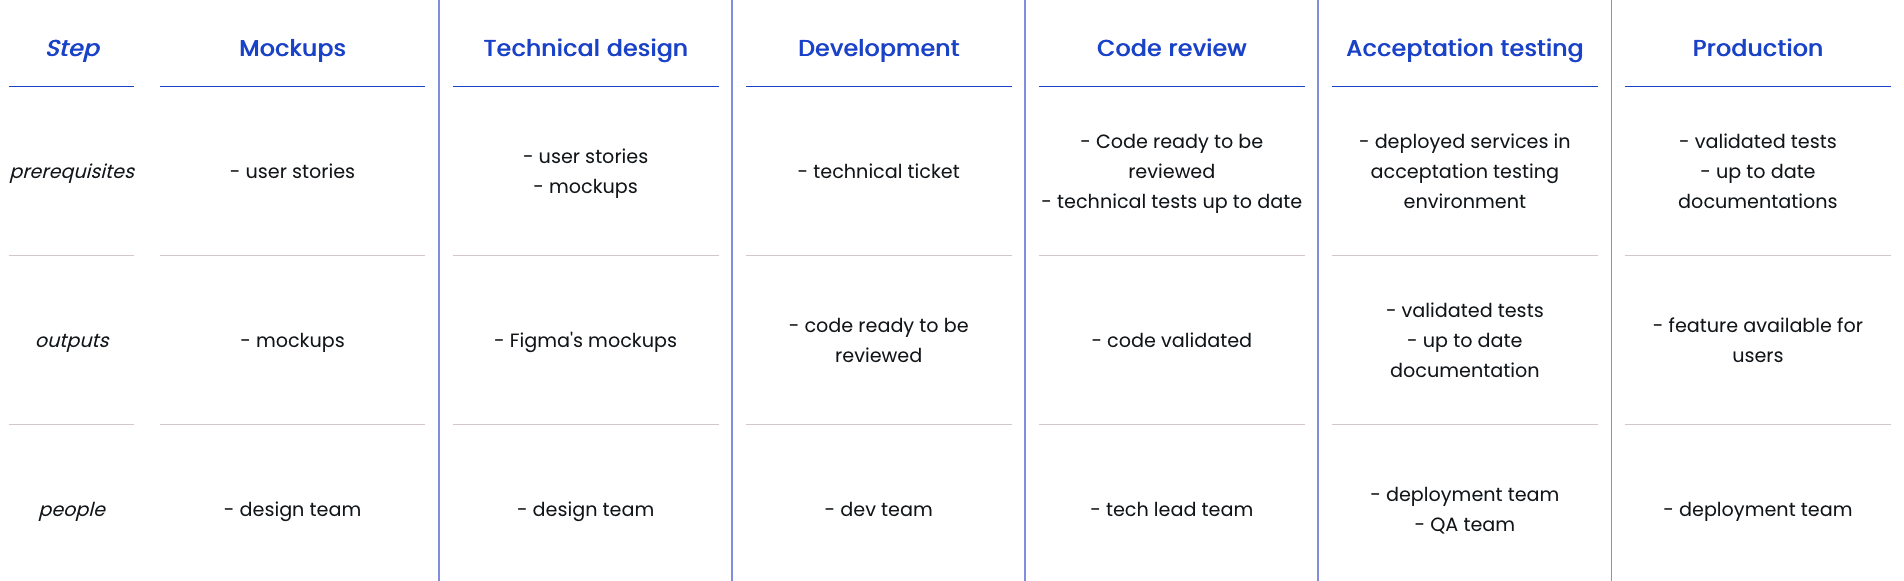 Step
Mockups
Technical design
Development
Code review
Acceptation testing
Production
prerequisites
- user stories
- user stories
- mockups
- technical ticket
- Code ready to be
reviewed
- technical tests up to date
- deployed services in
acceptation testing
environment
- validated tests
- up to date
documentations
outputs
- mockups
- Figma's mockups
- code ready to be
reviewed
- code validated
- validated tests
- up to date
documentation
- feature available for
users
people
- design team
- design team
- dev team
- tech lead team
- deployment team
- QA team
- deployment team